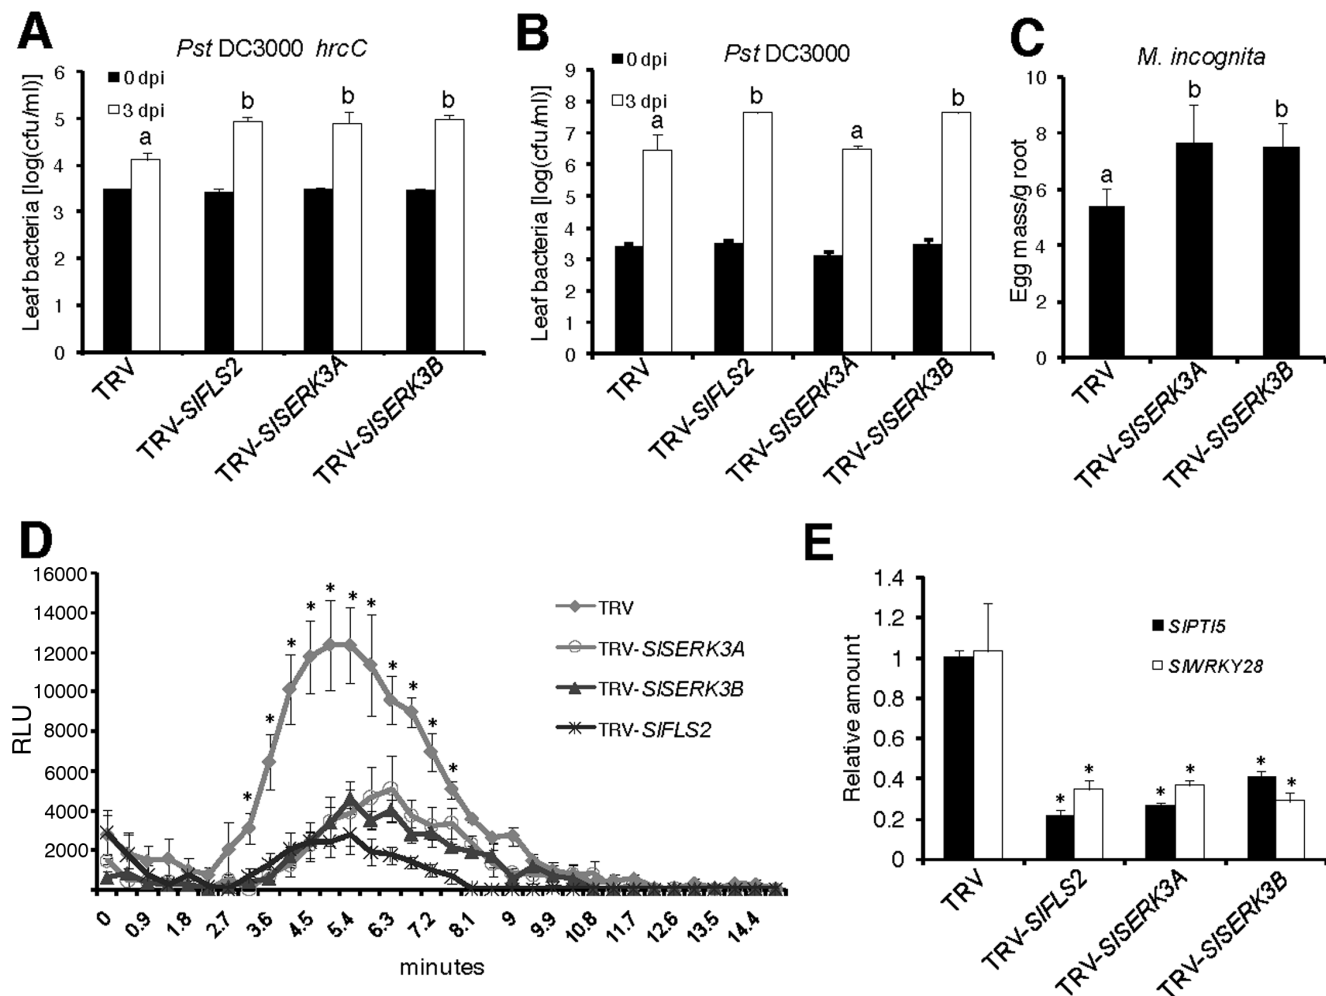 A
Pst DC3000 hrcC
Leaf bacteria [log(cfu/ml)]
6
5
4
3
2
1
0
0 dpi
3 dpi
a
b
b
b
TRV
TRV-SlFLS2
TRV-SlSERK3A
TRV-SlSERK3B
B
Pst DC3000
Leaf bacteria [log(cfu/ml)]
9
8
7
6
5
4
3
2
1
0
0 dpi
3 dpi
a
b
a
b
TRV
TRV-SlFLS2
TRV-SlSERK3A
TRV-SlSERK3B
C
M. incognita
Egg mass/g root
10
8
6
4
2
0
a
b
b
TRV
TRV-SlSERK3A
TRV-SlSERK3B
D
RLU
16000
14000
12000
10000
8000
6000
4000
2000
* * * * * * * * * * *
TRV
TRV-SlSERK3A
TRV-SlSERK3B
TRV-SlFLS2
0 0.9 1.8 2.7 3.6 4.5 5.4 6.3 7.2 8.1 9 9.9 10.8 11.7 12.6 13.5 14.4
minutes
E
Relative amount
1.4
1.2
1
0.8
0.6
0.4
0.2
0
SlPTI5
SlWRKY28
* * * * * *
TRV
TRV-SlFLS2
TRV-SlSERK3A
TRV-SlSERK3B